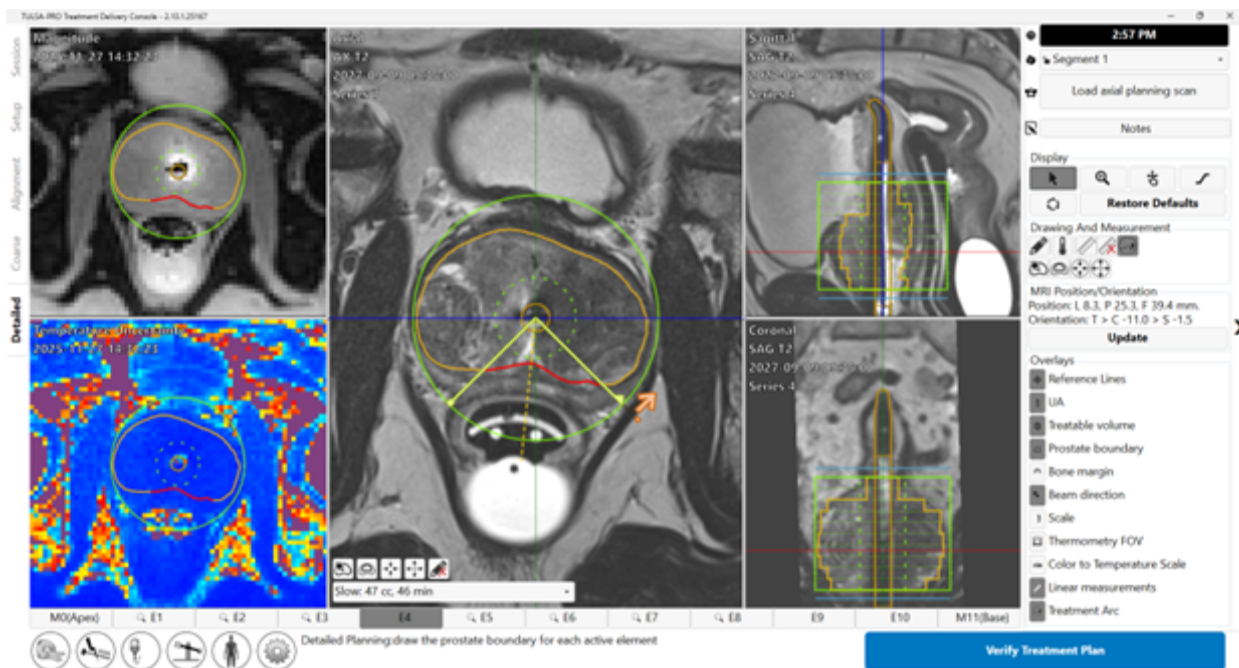 TULSA-PRO Treatment Delivery Console - 2.10.1.25167
Session
Setup
Alignment
Coarse
Detailed
Magnitude
Axial
AX T2
Sagittal
SAG T2
Series 4
Temperature Uncertainty
Coronal
SAG T2
Series 4
Slow: 47 cc, 46 min
M0(Apex)
E1
E2
E3
E4
E5
E6
E7
E8
E9
E10
M11(Base)
Detailed Planning:draw the prostate boundary for each active element
2:57 PM
Segment 1
Load axial planning scan
Notes
Display
Restore Defaults
Drawing And Measurement
MRI Position/Orientation
Position: L 8.3, P 25.3, F 39.4 mm.
Orientation: T > C -11.0 > S -1.5
Update
Overlays
Reference Lines
UA
Treatable volume
Prostate boundary
Bone margin
Beam direction
Scale
Thermometry FOV
Color to Temperature Scale
Linear measurements
Treatment Arc
Verify Treatment Plan